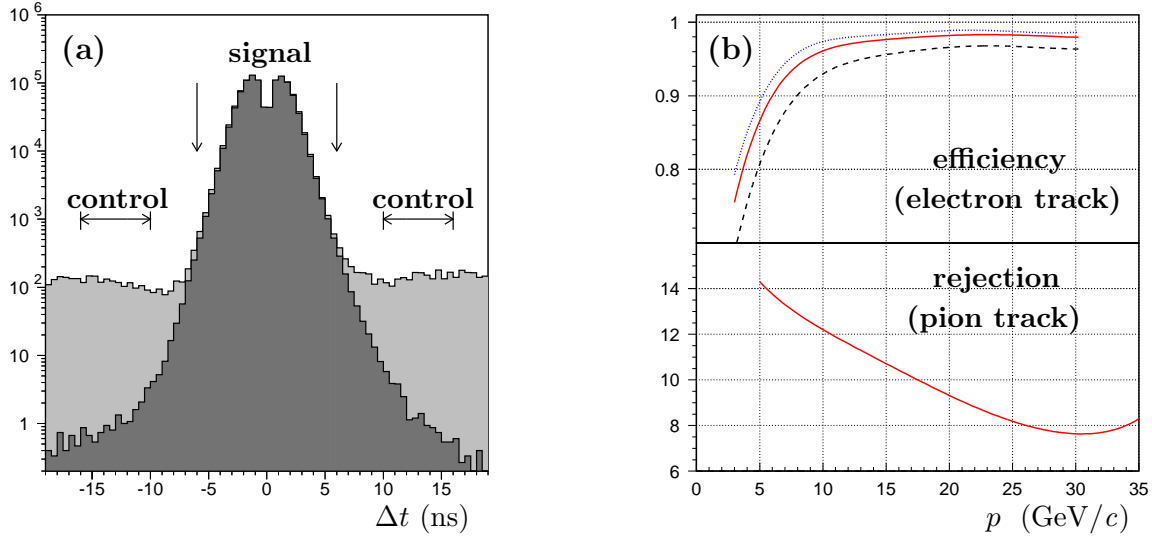 (a)
signal
control
control
10^6
10^5
10^4
10^3
10^2
10
1
-15
-10
-5
0
5
10
15
Δt (ns)
(b)
1
0.9
0.8
efficiency
(electron track)
rejection
(pion track)
14
12
10
8
6
0
5
10
15
20
25
30
35
p (GeV/c)